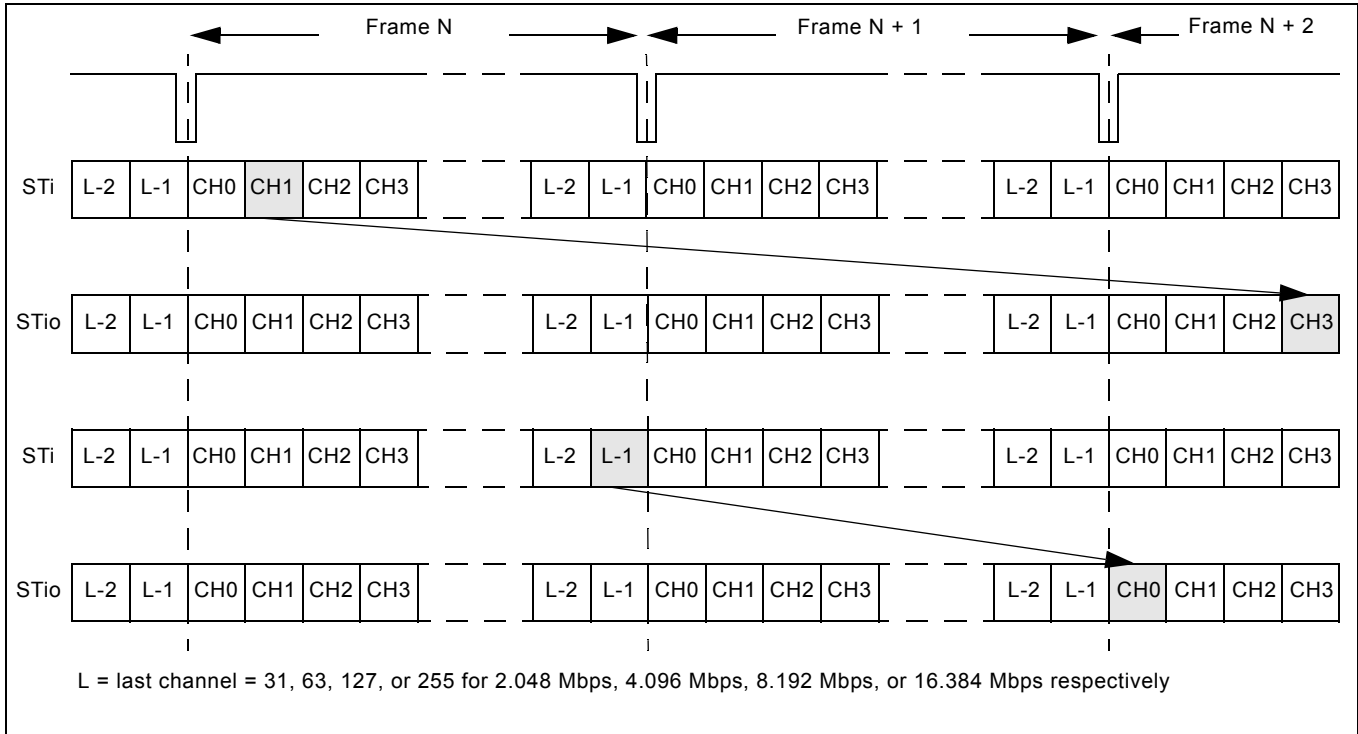 Frame N Frame N + 1 Frame N + 2
STi L-2 L-1 CH0 CH1 CH2 CH3 L-2 L-1 CH0 CH1 CH2 CH3 L-2 L-1 CH0 CH1 CH2 CH3
STio L-2 L-1 CH0 CH1 CH2 CH3 L-2 L-1 CH0 CH1 CH2 CH3 L-2 L-1 CH0 CH1 CH2 CH3
STi L-2 L-1 CH0 CH1 CH2 CH3 L-2 L-1 CH0 CH1 CH2 CH3 L-2 L-1 CH0 CH1 CH2 CH3
STio L-2 L-1 CH0 CH1 CH2 CH3 L-2 L-1 CH0 CH1 CH2 CH3 L-2 L-1 CH0 CH1 CH2 CH3
L = last channel = 31, 63, 127, or 255 for 2.048 Mbps, 4.096 Mbps, 8.192 Mbps, or 16.384 Mbps respectively